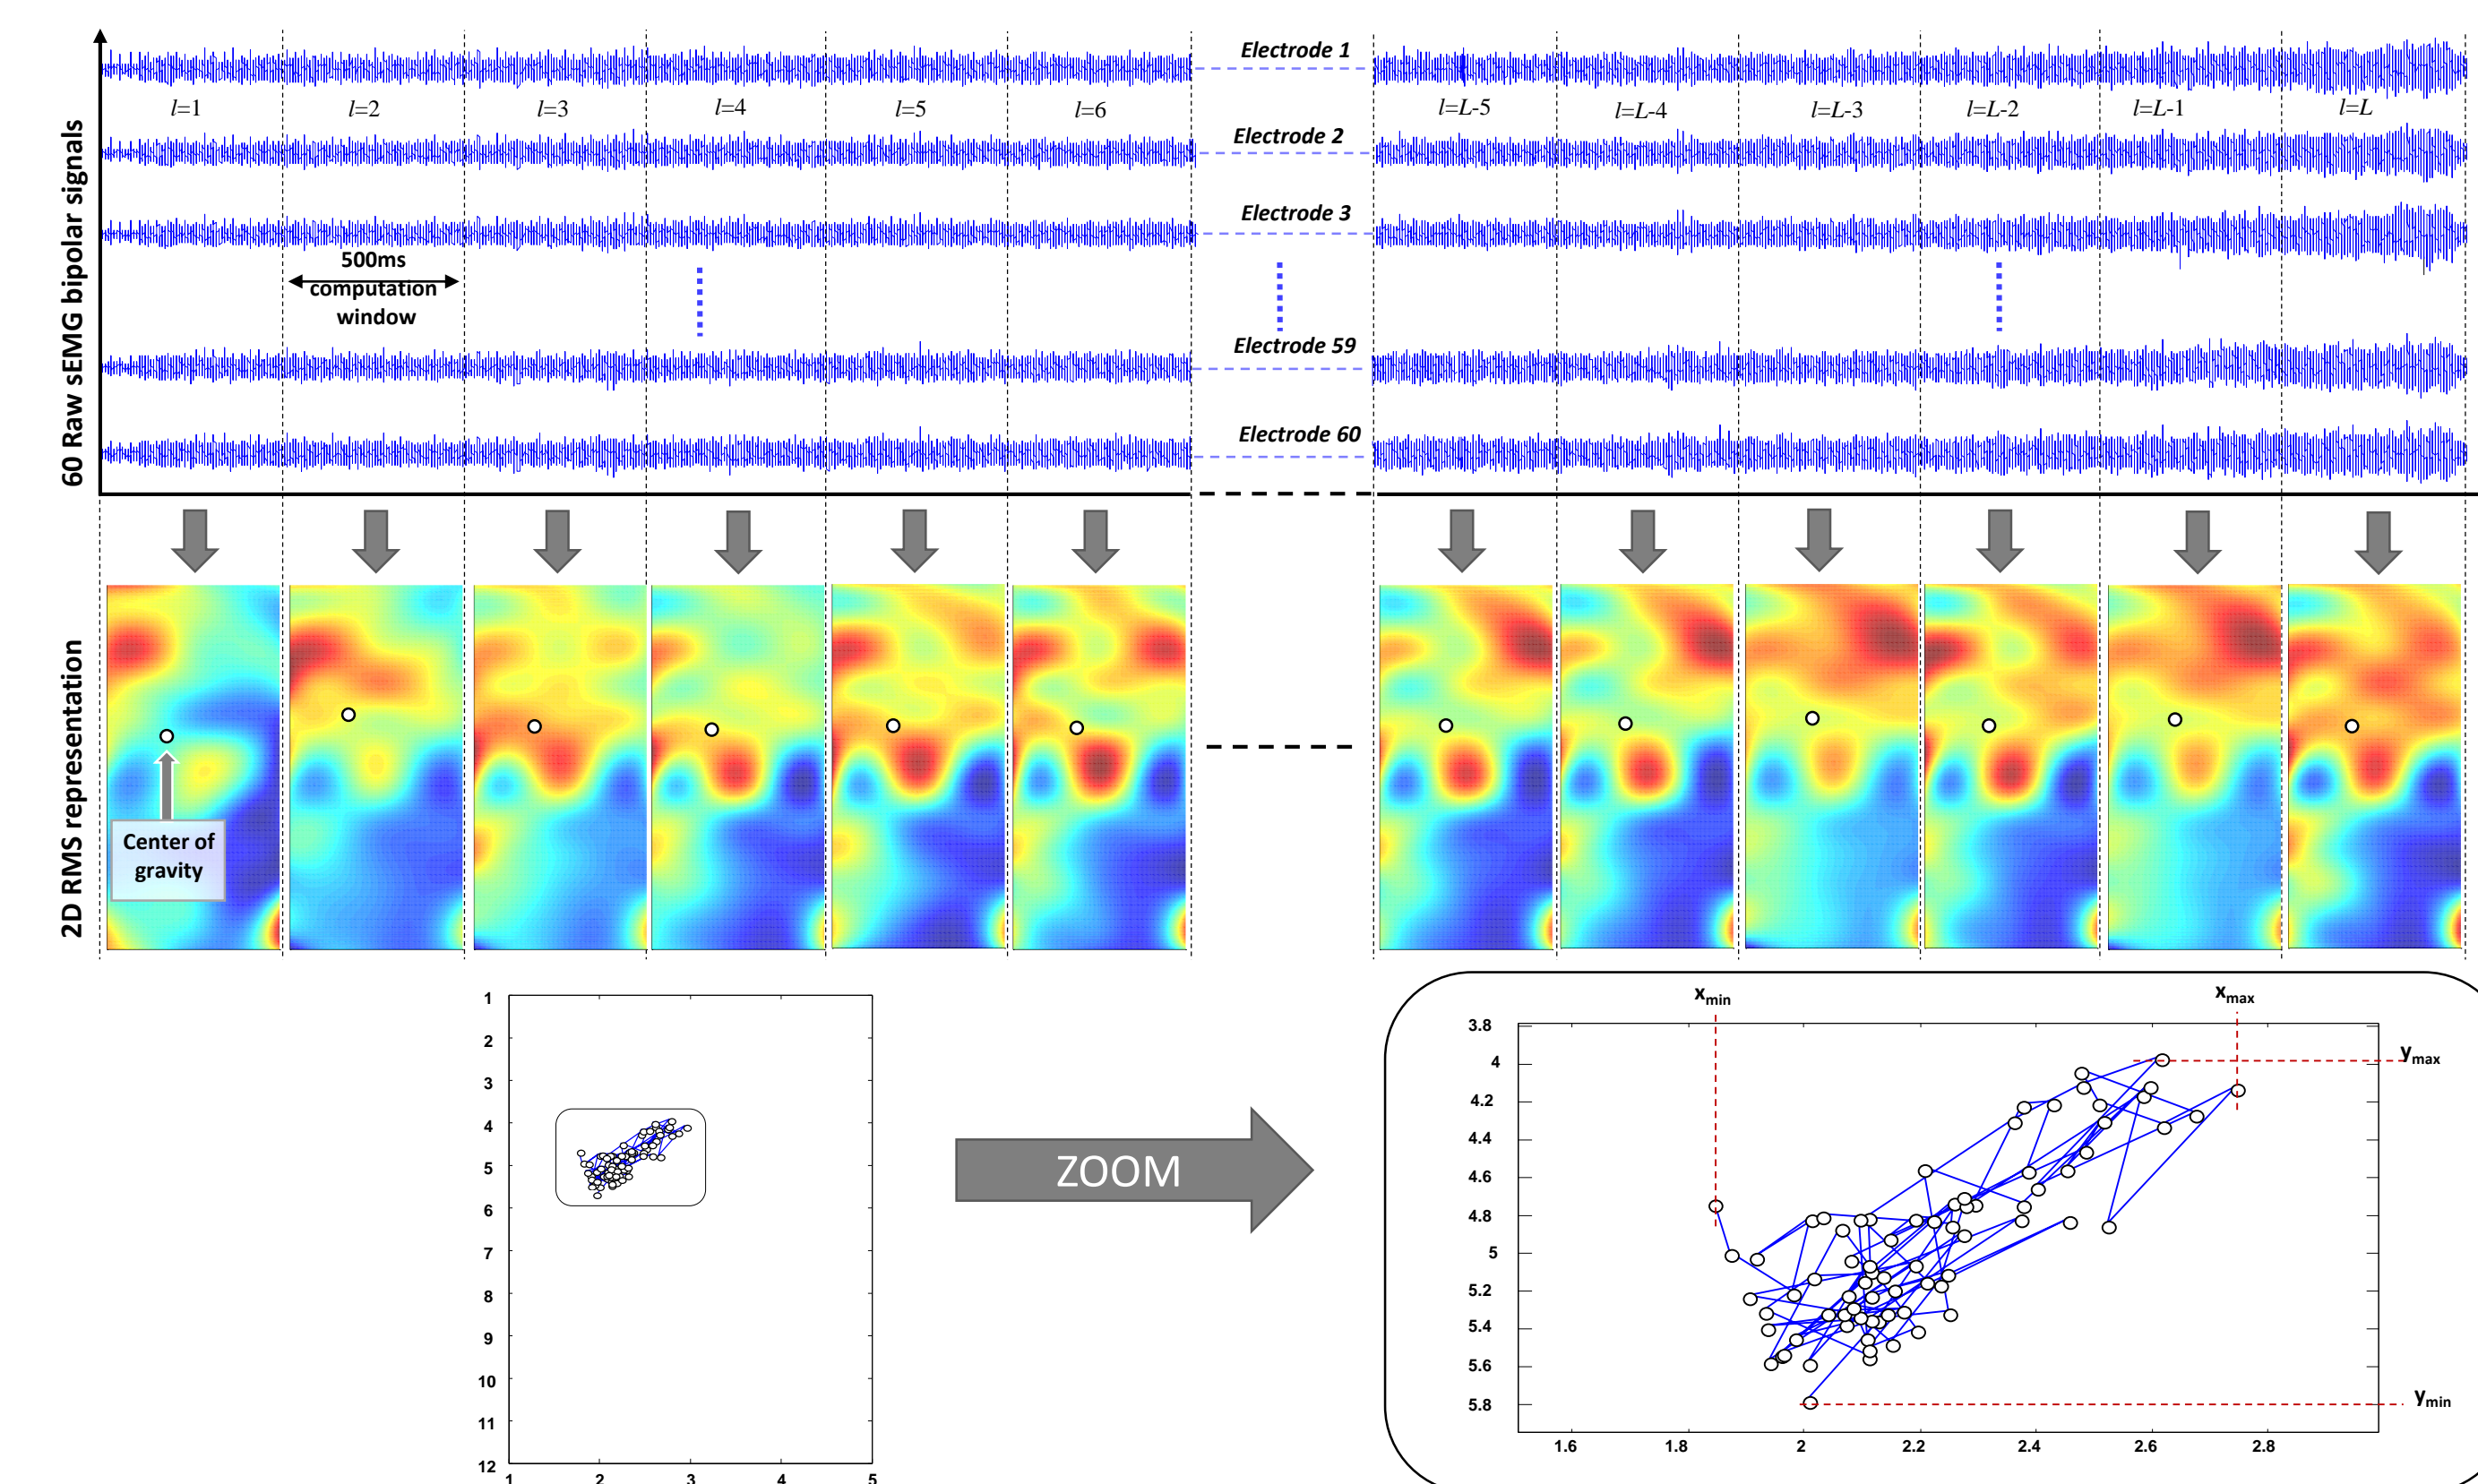 60 Raw sEMG bipolar signals
Electrode 1
l=1
l=2
l=3
l=4
l=5
l=6
l=L-5
l=L-4
l=L-3
l=L-2
l=L-1
l=L
Electrode 2
Electrode 3
500ms
computation
window
Electrode 59
Electrode 60
2D RMS representation
Center of
gravity
1
2
3
4
5
6
7
8
9
10
11
12
1
2
3
4
5
ZOOM
xmin
xmax
ymax
ymin
3.8
4
4.2
4.4
4.6
4.8
5
5.2
5.4
5.6
5.8
1.6
1.8
2
2.2
2.4
2.6
2.8